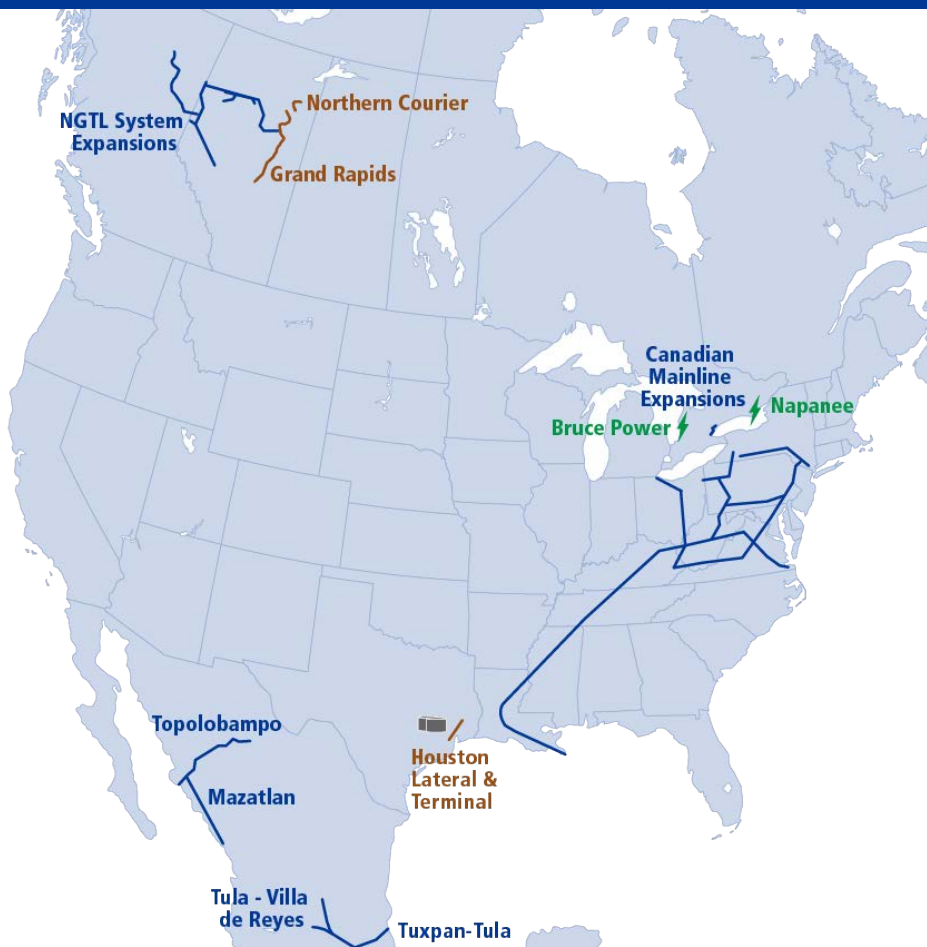 Northern Courier
NGTL System
Expansions
Grand Rapids
Canadian
Mainline
Expansions
Napanee
Bruce Power
Topolobampo
Mazatlan
Houston
Lateral &
Terminal
Tula - Villa
de Reyes
Tuxpan-Tula